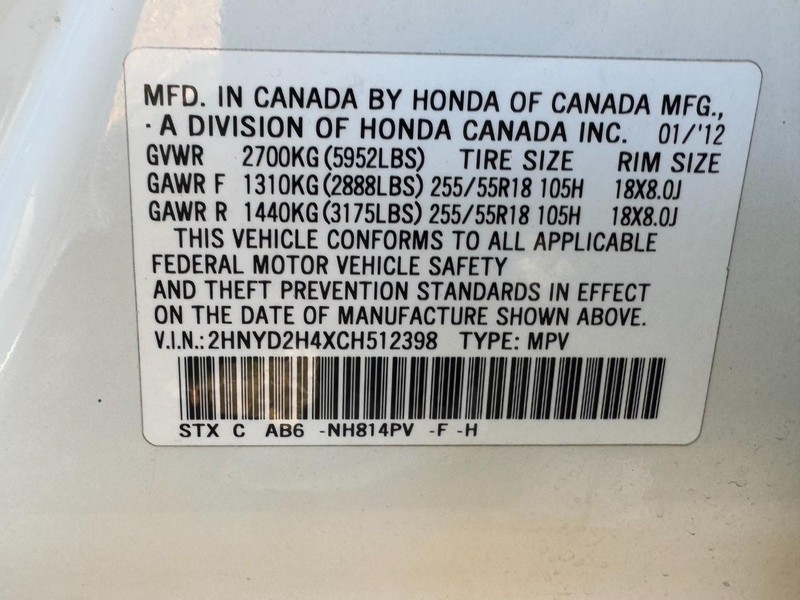 MFD. IN CANADA BY HONDA OF CANADA MFG.,
· A DIVISION OF HONDA CANADA INC. 01/'12
GVWR 2700KG(5952LBS) TIRE SIZE RIM SIZE
GAWR F 1310KG(2888LBS) 255/55R18 105H 18X8.0J
GAWR R 1440KG(3175LBS) 255/55R18 105H 18X8.0J
THIS VEHICLE CONFORMS TO ALL APPLICABLE
FEDERAL MOTOR VEHICLE SAFETY
AND THEFT PREVENTION STANDARDS IN EFFECT
ON THE DATE OF MANUFACTURE SHOWN ABOVE.
V.I.N.:2HNYD2H4XCH512398 TYPE: MPV
STX C AB6 -NH814PV -F -H